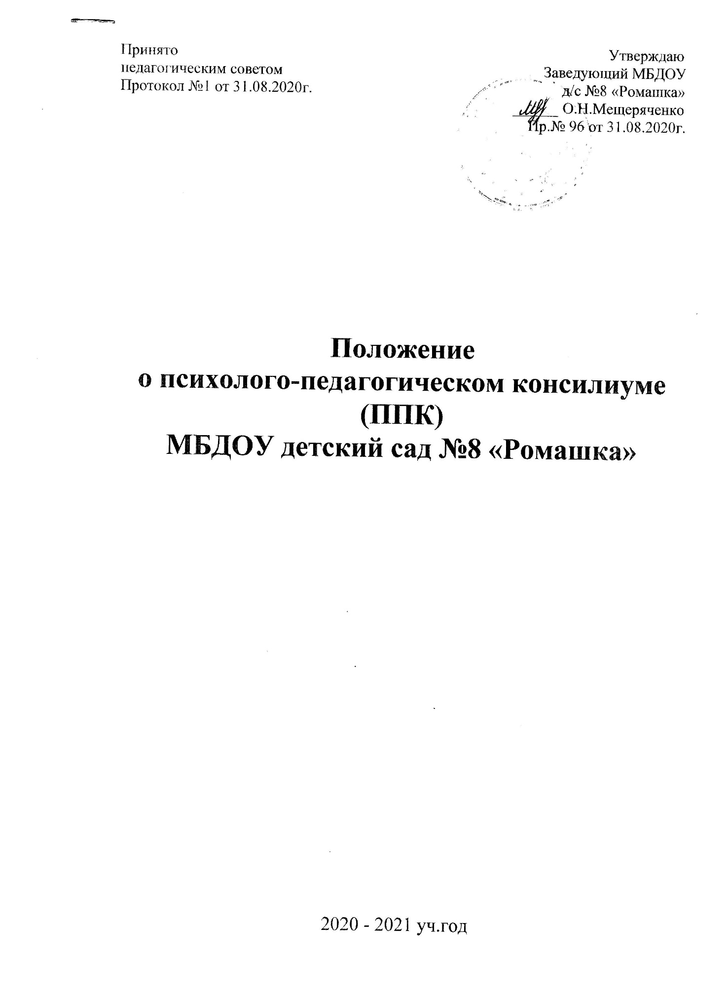 Принято
педагогическим советом
Протокол №1 от 31.08.2020г.
Утверждаю
Заведующий МБДОУ
д/с №8 «Ромашка»
О.Н.Мещеряченко
Пр.№ 96 от 31.08.2020г.
Положение
о психолого-педагогическом консилиуме
(ППК)
МБДОУ детский сад №8 «Ромашка»
2020 - 2021 уч.год